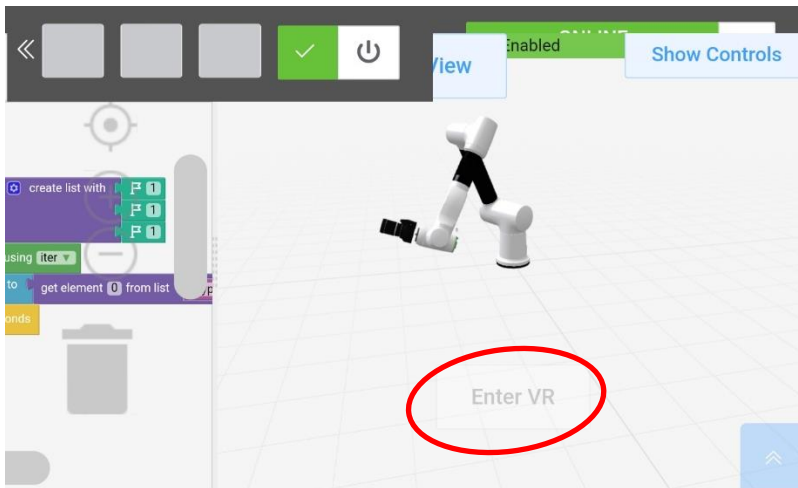 Enabled
View
Show Controls
create list with 1
1
1
using iter
to get element 0 from list
onds
Enter VR